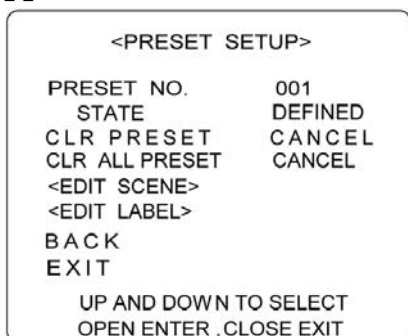 <PRESET SETUP>
PRESET NO. 001
STATE DEFINED
CLR PRESET CANCEL
CLR ALL PRESET CANCEL
<EDIT SCENE>
<EDIT LABEL>
BACK
EXIT
UP AND DOWN TO SELECT
OPEN ENTER ,CLOSE EXIT